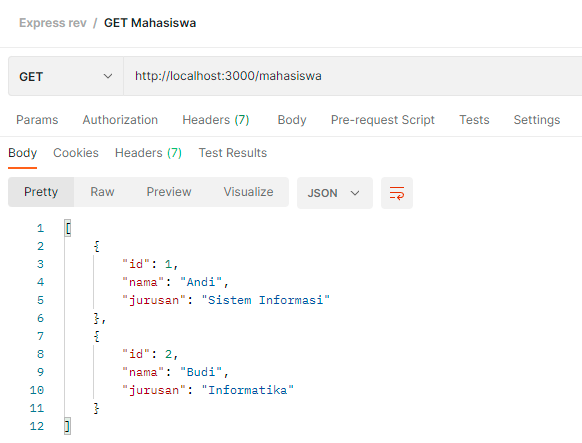 Express rev / GET Mahasiswa
GET http://localhost:3000/mahasiswa
Params Authorization Headers (7) Body Pre-request Script Tests Settings
Body Cookies Headers (7) Test Results
Pretty Raw Preview Visualize JSON
1 [
2 {
3 "id": 1,
4 "nama": "Andi",
5 "jurusan": "Sistem Informasi"
6 },
7 {
8 "id": 2,
9 "nama": "Budi",
10 "jurusan": "Informatika"
11 }
12 ]